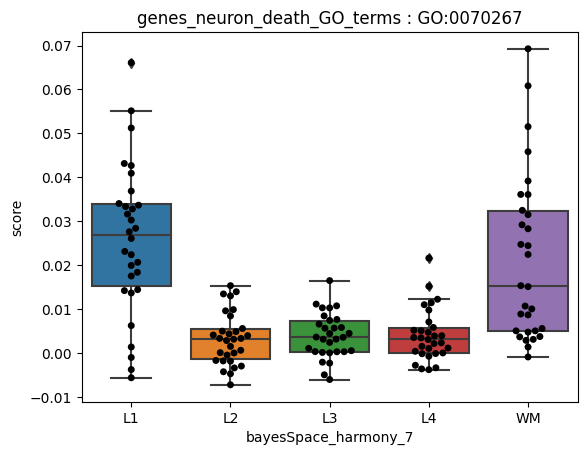 genes_neuron_death_GO_terms : GO:0070267
score
0.07
0.06
0.05
0.04
0.03
0.02
0.01
0.00
−0.01
L1 L2 L3 L4 WM
bayesSpace_harmony_7